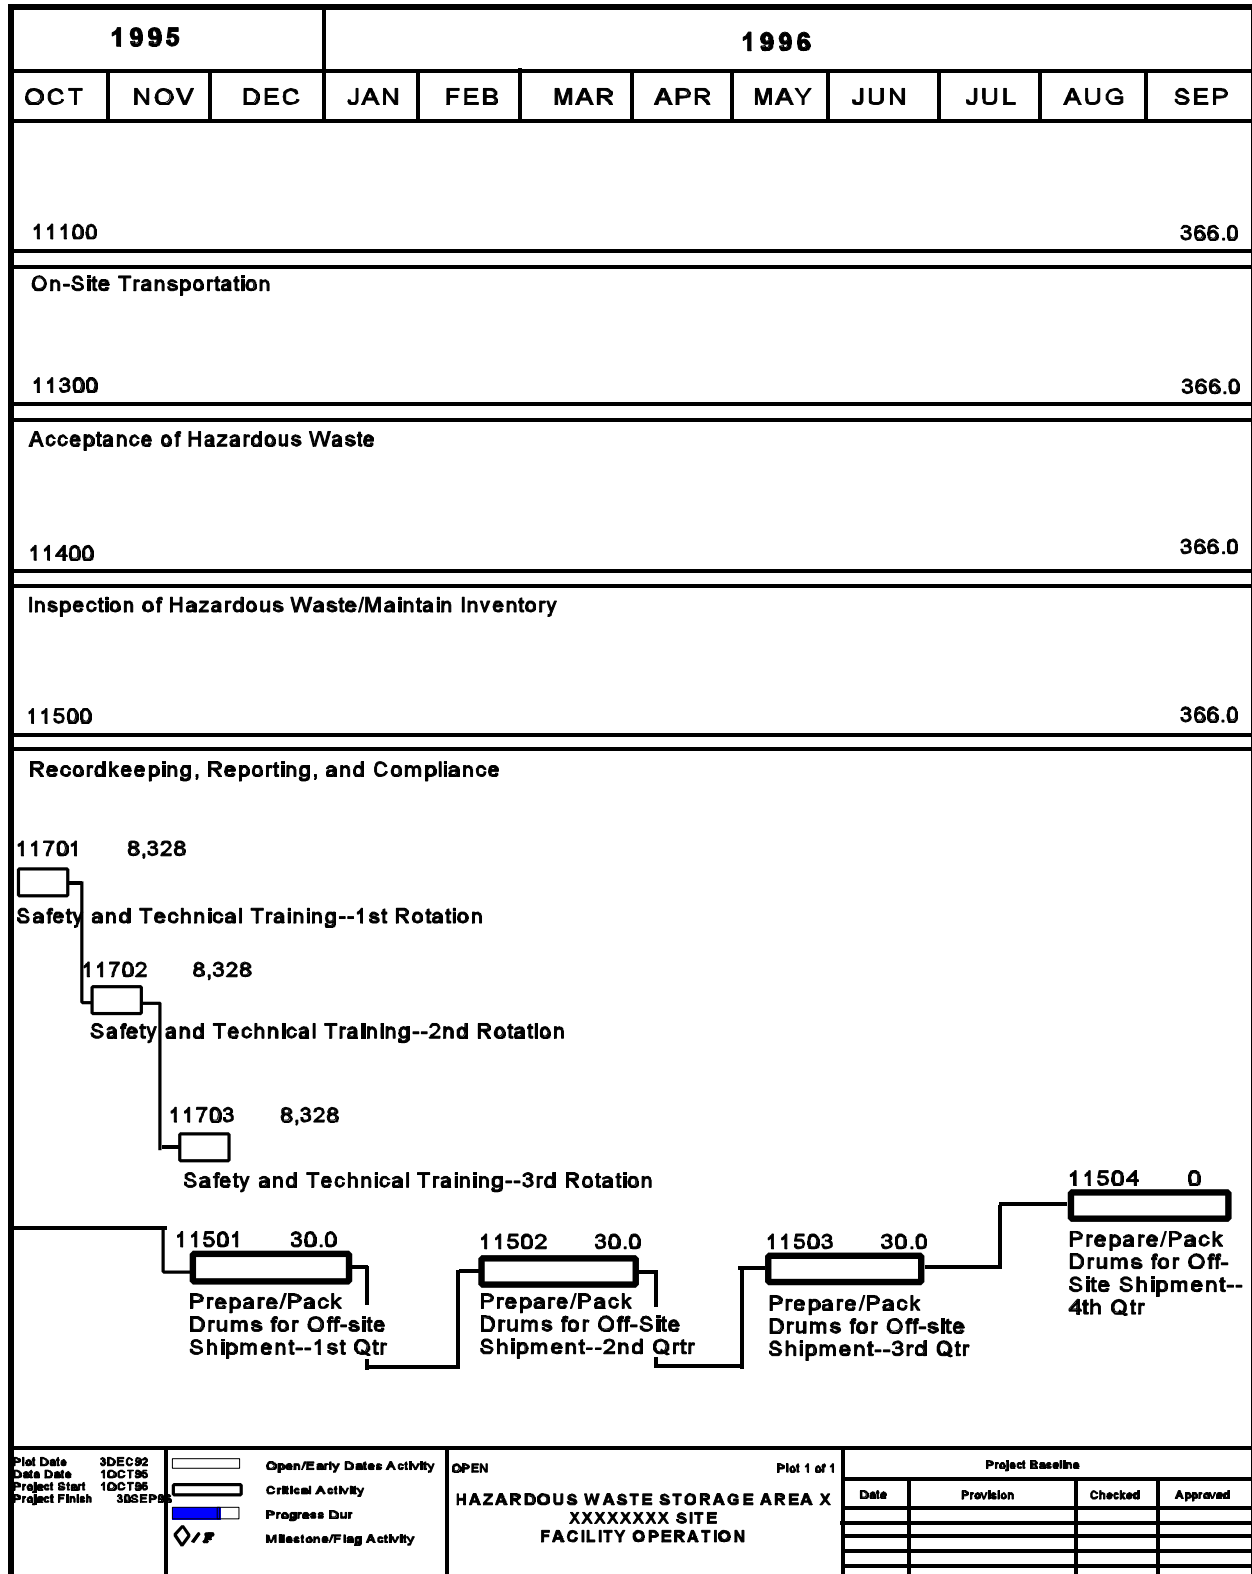 1995 1996
OCT NOV DEC JAN FEB MAR APR MAY JUN JUL AUG SEP
11100 366.0
On-Site Transportation
11300 366.0
Acceptance of Hazardous Waste
11400 366.0
Inspection of Hazardous Waste/Maintain Inventory
11500 366.0
Recordkeeping, Reporting, and Compliance
11701 8,328
Safety and Technical Training--1st Rotation
11702 8,328
Safety and Technical Training--2nd Rotation
11703 8,328
Safety and Technical Training--3rd Rotation
11501 30.0
Prepare/Pack
Drums for Off-site
Shipment--1st Qtr
11502 30.0
Prepare/Pack
Drums for Off-Site
Shipment--2nd Qrtr
11503 30.0
Prepare/Pack
Drums for Off-site
Shipment--3rd Qtr
11504 0
Prepare/Pack
Drums for Off-
Site Shipment--
4th Qtr
Plot Date 3DEC92
Data Date 1OCT95
Project Start 1OCT95
Project Finish 30SEP96
Open/Early Dates Activity
Critical Activity
Progress Dur
/ F Milestone/Flag Activity
OPEN Plot 1 of 1
HAZARDOUS WASTE STORAGE AREA X
XXXXXXXX SITE
FACILITY OPERATION
Project Baseline
Date Provision Checked Approved